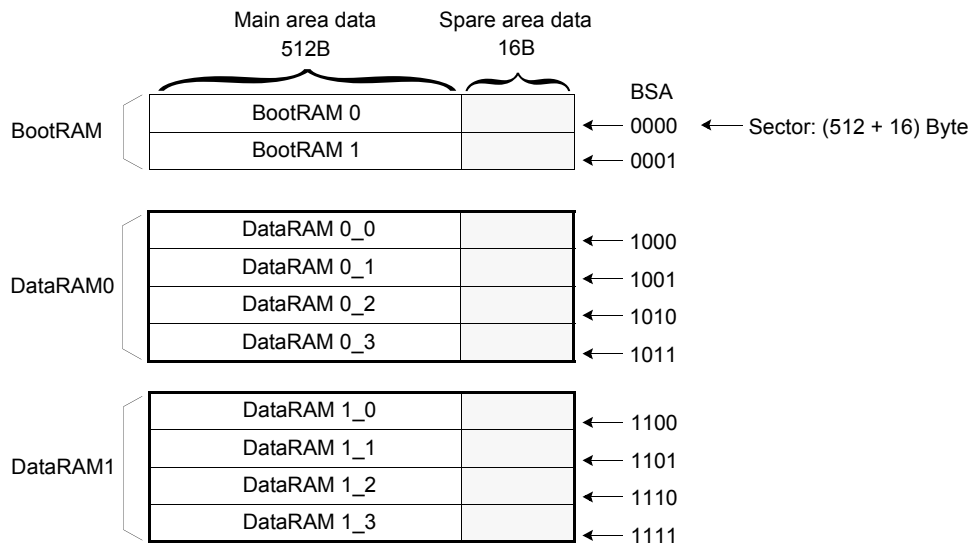 Main area data Spare area data
512B 16B
BSA
BootRAM BootRAM 0 0000 Sector: (512 + 16) Byte
BootRAM 1 0001
DataRAM0
DataRAM 0_0 1000
DataRAM 0_1 1001
DataRAM 0_2 1010
DataRAM 0_3 1011
DataRAM1
DataRAM 1_0 1100
DataRAM 1_1 1101
DataRAM 1_2 1110
DataRAM 1_3 1111